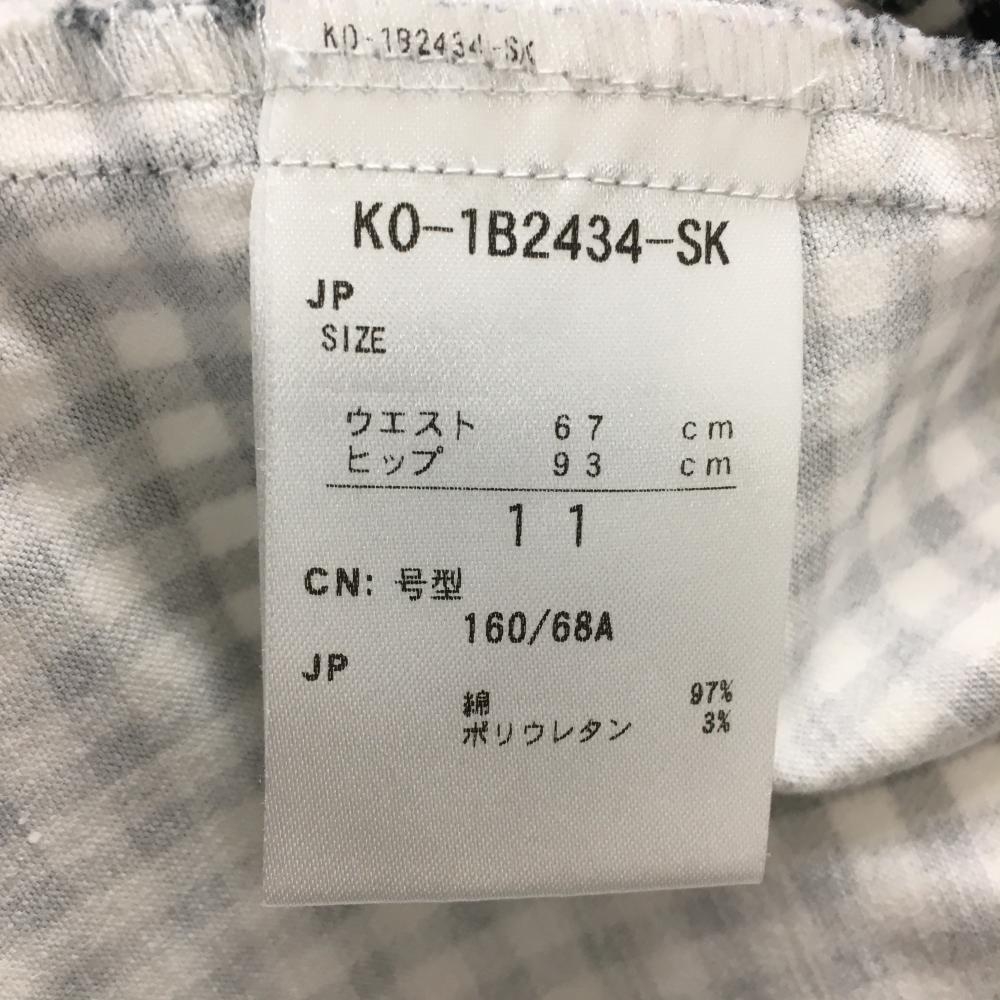 KO-1B2434-SK
KO-1B2434-SK
JP
SIZE
ウエスト 67 cm
ヒップ 93 cm
11
CN: 号型
160/68A
JP
綿 97%
ポリウレタン 3%